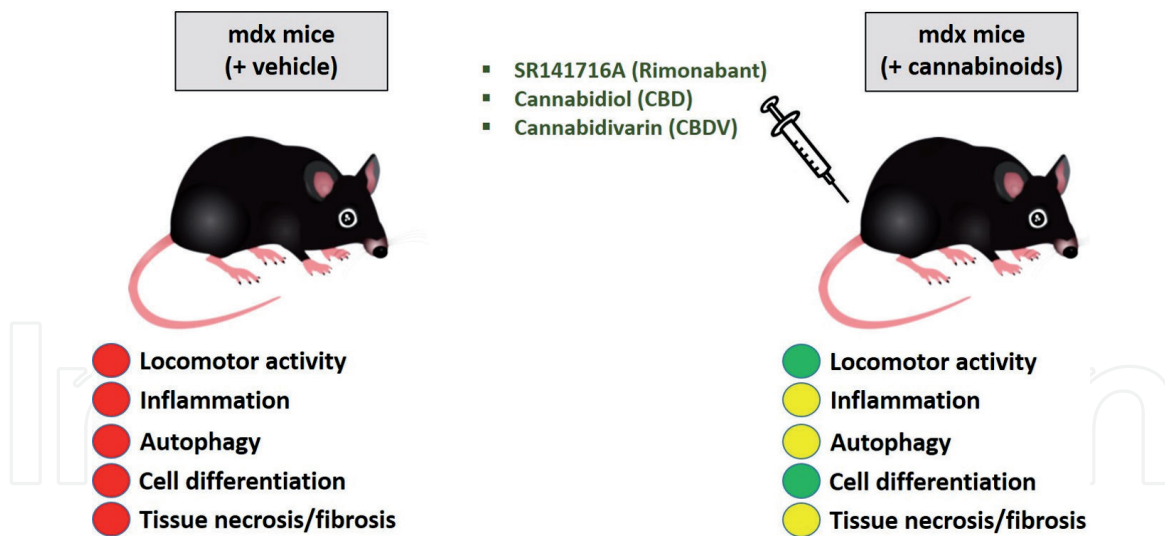 mdx mice
(+ vehicle)
▪ SR141716A (Rimonabant)
▪ Cannabidiol (CBD)
▪ Cannabidivarin (CBDV)
mdx mice
(+ cannabinoids)
Locomotor activity
Inflammation
Autophagy
Cell differentiation
Tissue necrosis/fibrosis
Locomotor activity
Inflammation
Autophagy
Cell differentiation
Tissue necrosis/fibrosis